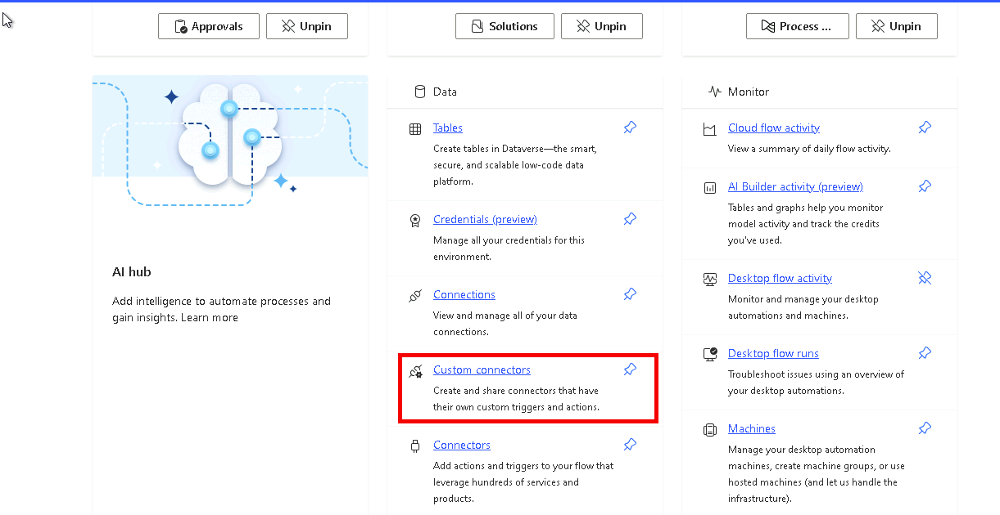 Approvals
Unpin
Solutions
Unpin
Process ...
Unpin
AI hub
Add intelligence to automate processes and
gain insights. Learn more
Data
Tables
Create tables in Dataverse—the smart,
secure, and scalable low-code data
platform.
Credentials (preview)
Manage all your credentials for this
environment.
Connections
View and manage all of your data
connections.
Custom connectors
Create and share connectors that have
their own custom triggers and actions.
Connectors
Add actions and triggers to your flow that
leverage hundreds of services and
products.
Monitor
Cloud flow activity
View a summary of daily flow activity.
AI Builder activity (preview)
Tables and graphs help you monitor
model activity and track the credits
you've used.
Desktop flow activity
Monitor and manage your desktop
automations and machines.
Desktop flow runs
Troubleshoot issues using an overview of
your desktop automations.
Machines
Manage your desktop automation
machines, create machine groups, or use
hosted machines (and let us handle the
infrastructure).